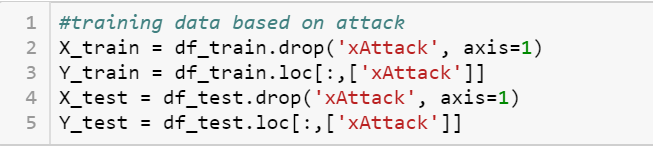 1 #training data based on attack
2 X_train = df_train.drop('xAttack', axis=1)
3 Y_train = df_train.loc[:,['xAttack']]
4 X_test = df_test.drop('xAttack', axis=1)
5 Y_test = df_test.loc[:,['xAttack']]